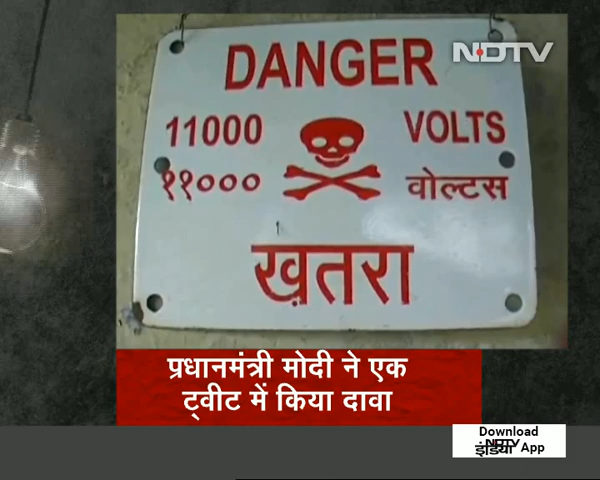 NDTV
DANGER
11000 VOLTS
११००० वोल्टस
ख़तरा
प्रधानमंत्री मोदी ने एक
ट्वीट में किया दावा
Download
NDTV
इंडिया App